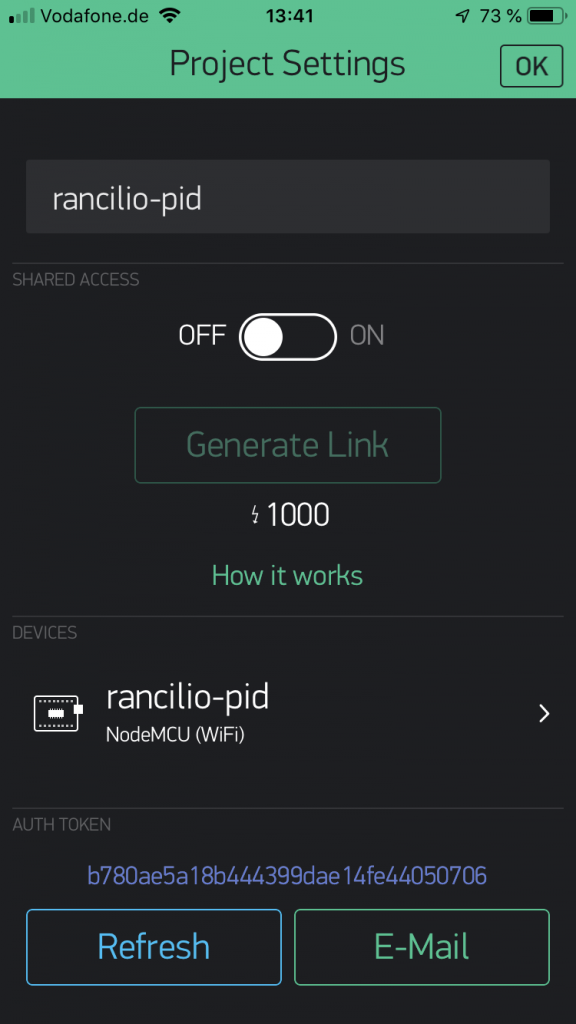 Vodafone.de 13:41 73 %
Project Settings OK
rancilio-pid
SHARED ACCESS
OFF ON
Generate Link
1000
How it works
DEVICES
rancilio-pid
NodeMCU (WiFi)
AUTH TOKEN
b780ae5a18b444399dae14fe44050706
Refresh E-Mail